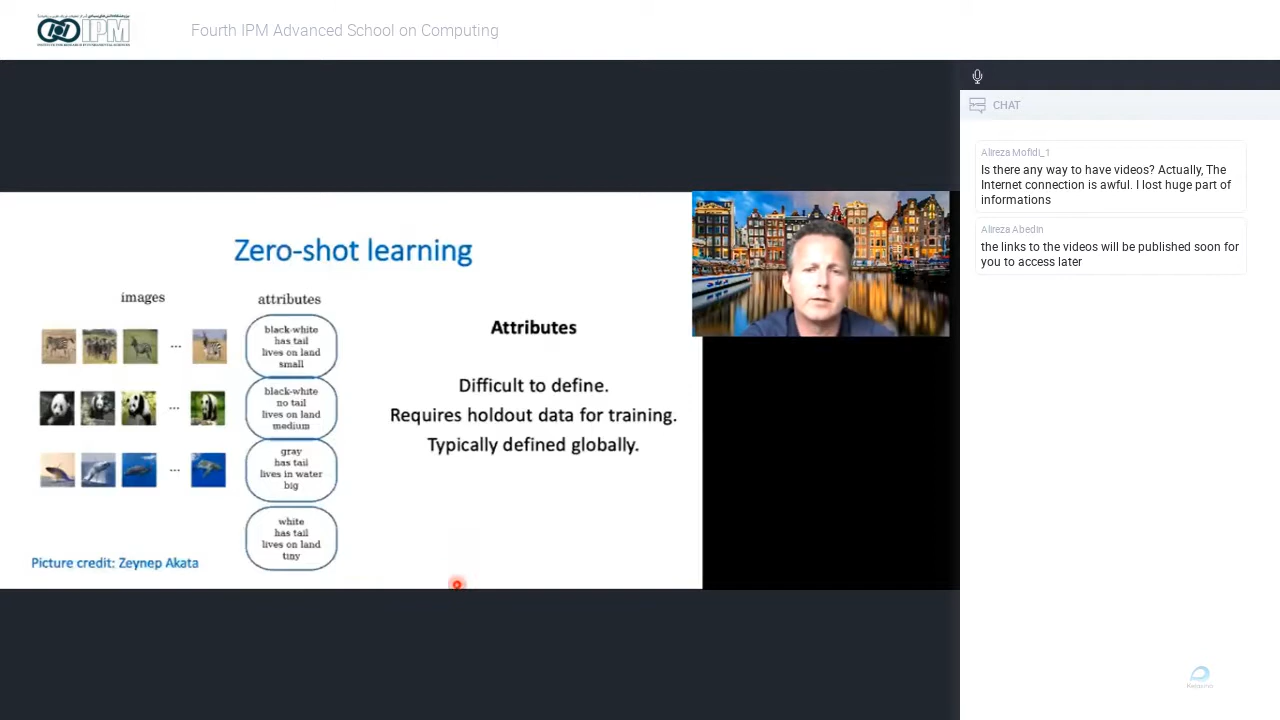 IPM
Fourth IPM Advanced School on Computing
CHAT
Alireza Mofidi_1
Is there any way to have videos? Actually, The
Internet connection is awful. I lost huge part of
informations
Alireza Abedin
the links to the videos will be published soon for
you to access later
Zero-shot learning
images
attributes
black-white
has tail
lives on land
small
black-white
no tail
lives on land
medium
gray
has tail
lives in water
big
white
has tail
lives on land
tiny
...
...
...
Attributes
Difficult to define.
Requires holdout data for training.
Typically defined globally.
Picture credit: Zeynep Akata